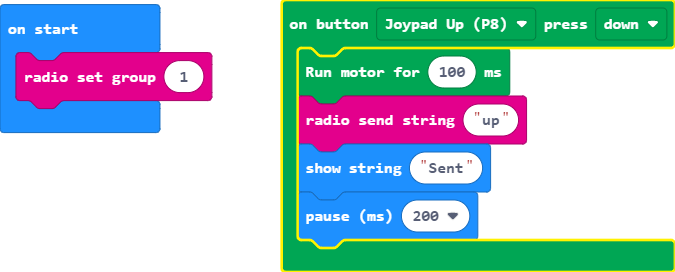 on start
radio set group 1
on button Joypad Up (P8) press down
Run motor for 100 ms
radio send string "up"
show string "Sent"
pause (ms) 200